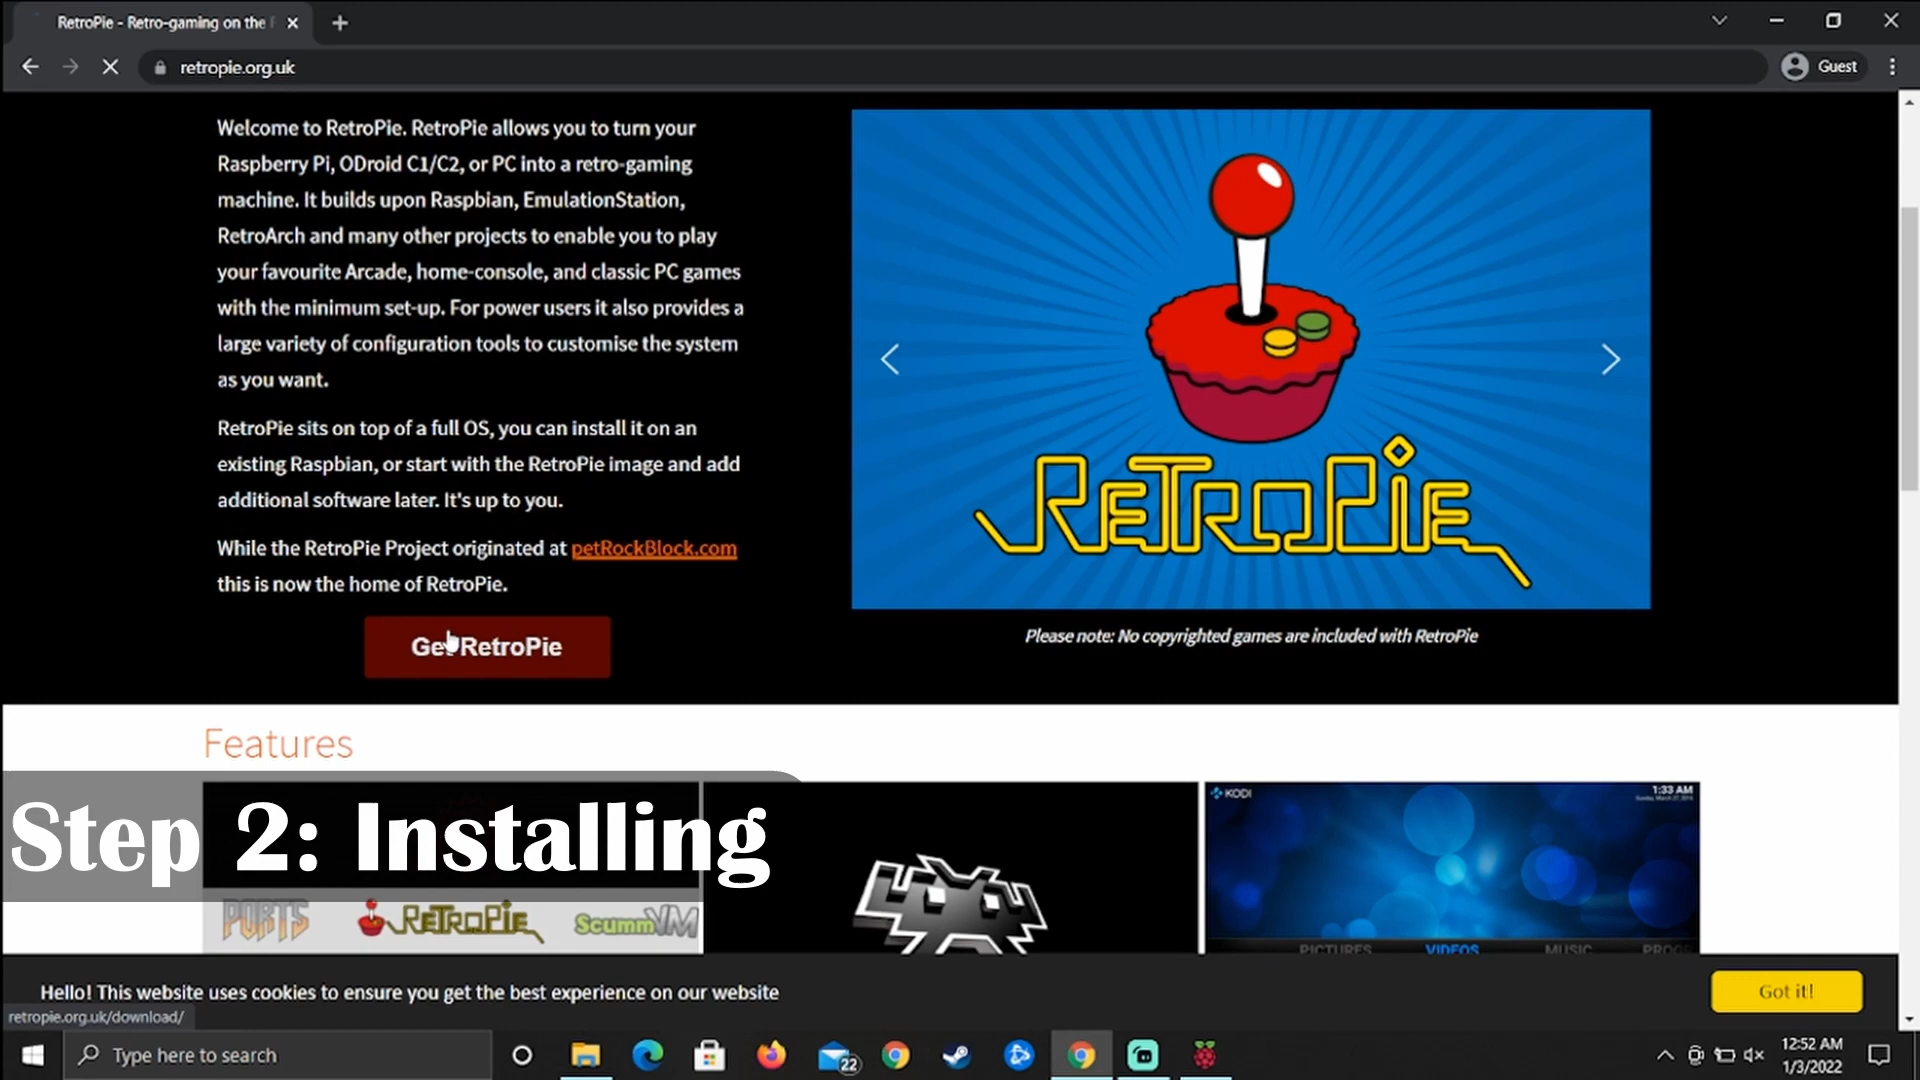 RetroPie - Retro-gaming on the
retropie.org.uk
Guest
Welcome to RetroPie. RetroPie allows you to turn your
Raspberry Pi, ODroid C1/C2, or PC into a retro-gaming
machine. It builds upon Raspbian, EmulationStation,
RetroArch and many other projects to enable you to play
your favourite Arcade, home-console, and classic PC games
with the minimum set-up. For power users it also provides a
large variety of configuration tools to customise the system
as you want.
RetroPie sits on top of a full OS, you can install it on an
existing Raspbian, or start with the RetroPie image and add
additional software later. It's up to you.
While the RetroPie Project originated at petRockBlock.com
this is now the home of RetroPie.
Get RetroPie
RETROPiE
Please note: No copyrighted games are included with RetroPie
Features
Step 2: Installing
PORTS
RETROPiE
ScummVM
KODI
1:33 AM
PICTURES
VIDEOS
MUSIC
PROG
Hello! This website uses cookies to ensure you get the best experience on our website
Got it!
retropie.org.uk/download/
Type here to search
22
12:52 AM
1/3/2022